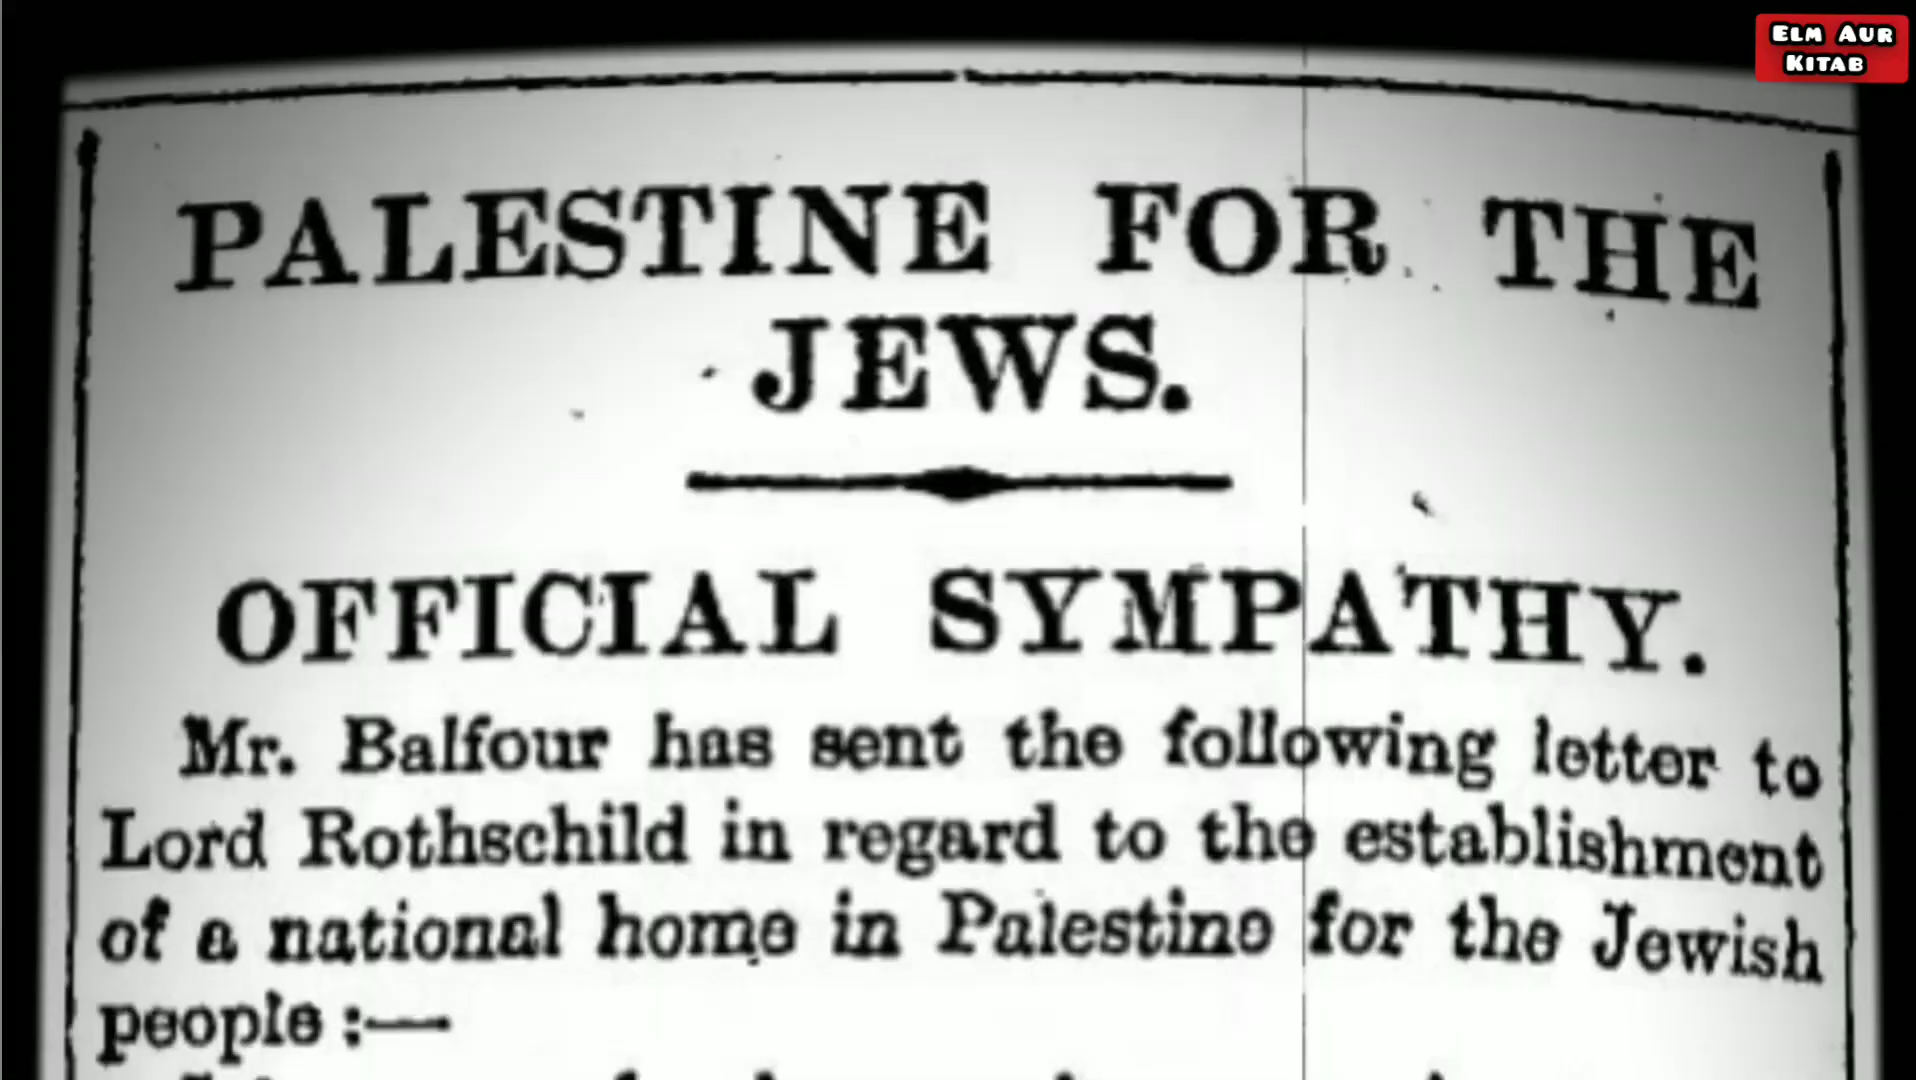 ELM AUR
KITAB
PALESTINE FOR THE
JEWS.
OFFICIAL SYMPATHY.
Mr. Balfour has sent the following letter to
Lord Rothschild in regard to the establishment
of a national home in Palestine for the Jewish
people :—